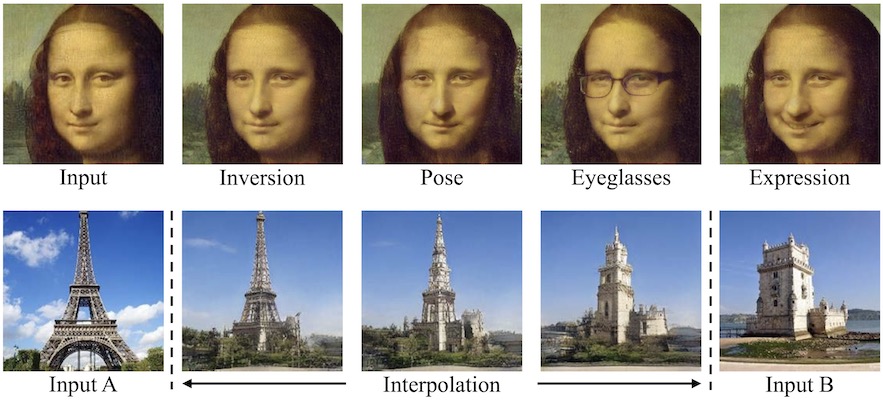 Input
Inversion
Pose
Eyeglasses
Expression
Input A
Interpolation
Input B